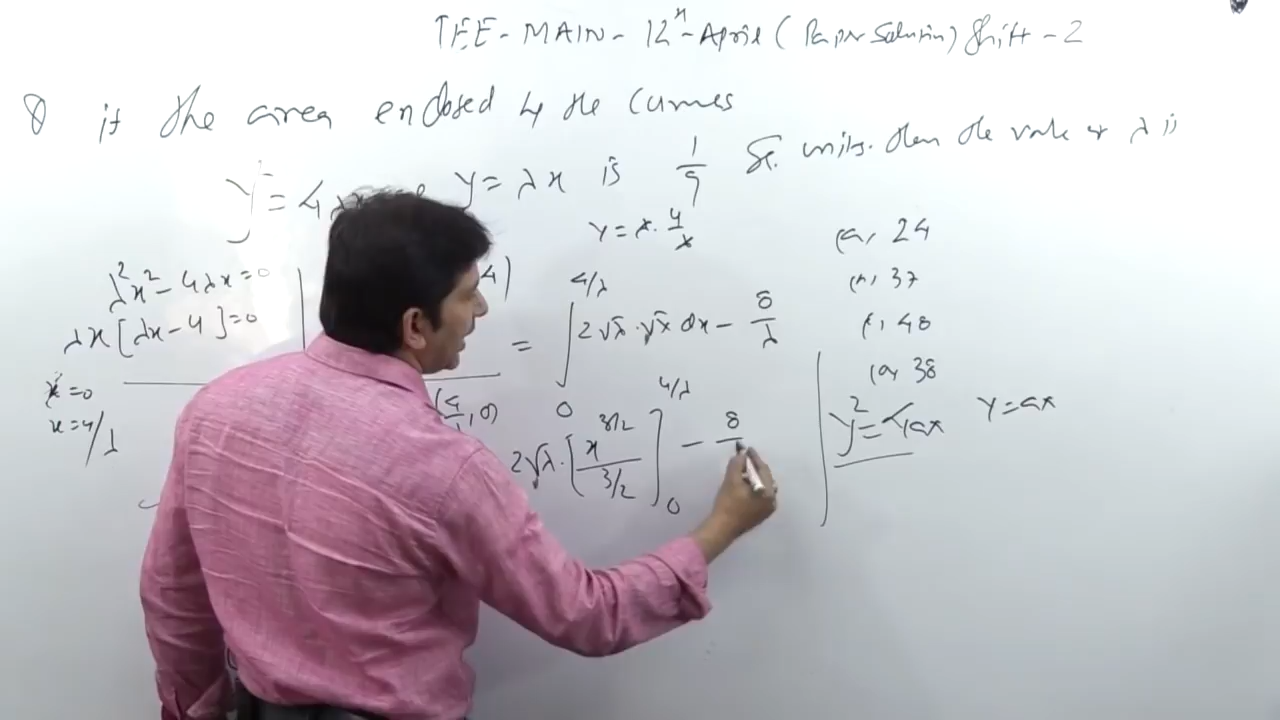 JEE-MAIN-12th-April (Paper Solution) Shift-2
Q if the area enclosed by the curves
y² = 4λx y = λx is 1/9 Sq. units. then the value of λ is
y = x · 4/x
(a, 24
(b, 37
(c, 48
(d, 38
λ²x² - 4λx = 0
λx[λx - 4] = 0
x = 0
x = 4/λ
4)
, 0)
= ∫₀^{4/λ} 2√λ · √x dx - 8/λ
2√λ · [x^{3/2} / 3/2]₀^{4/λ} - 8
y² = 4ax y = ax